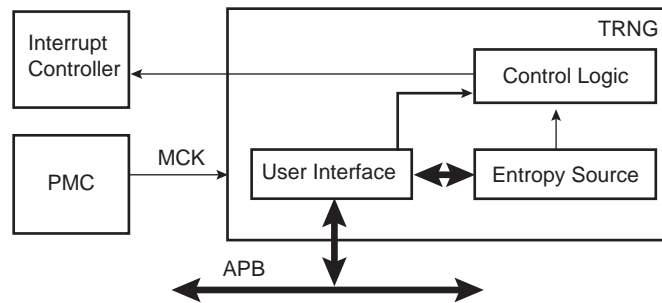 TRNG
Interrupt
Controller
Control Logic
MCK
PMC
User Interface
Entropy Source
APB